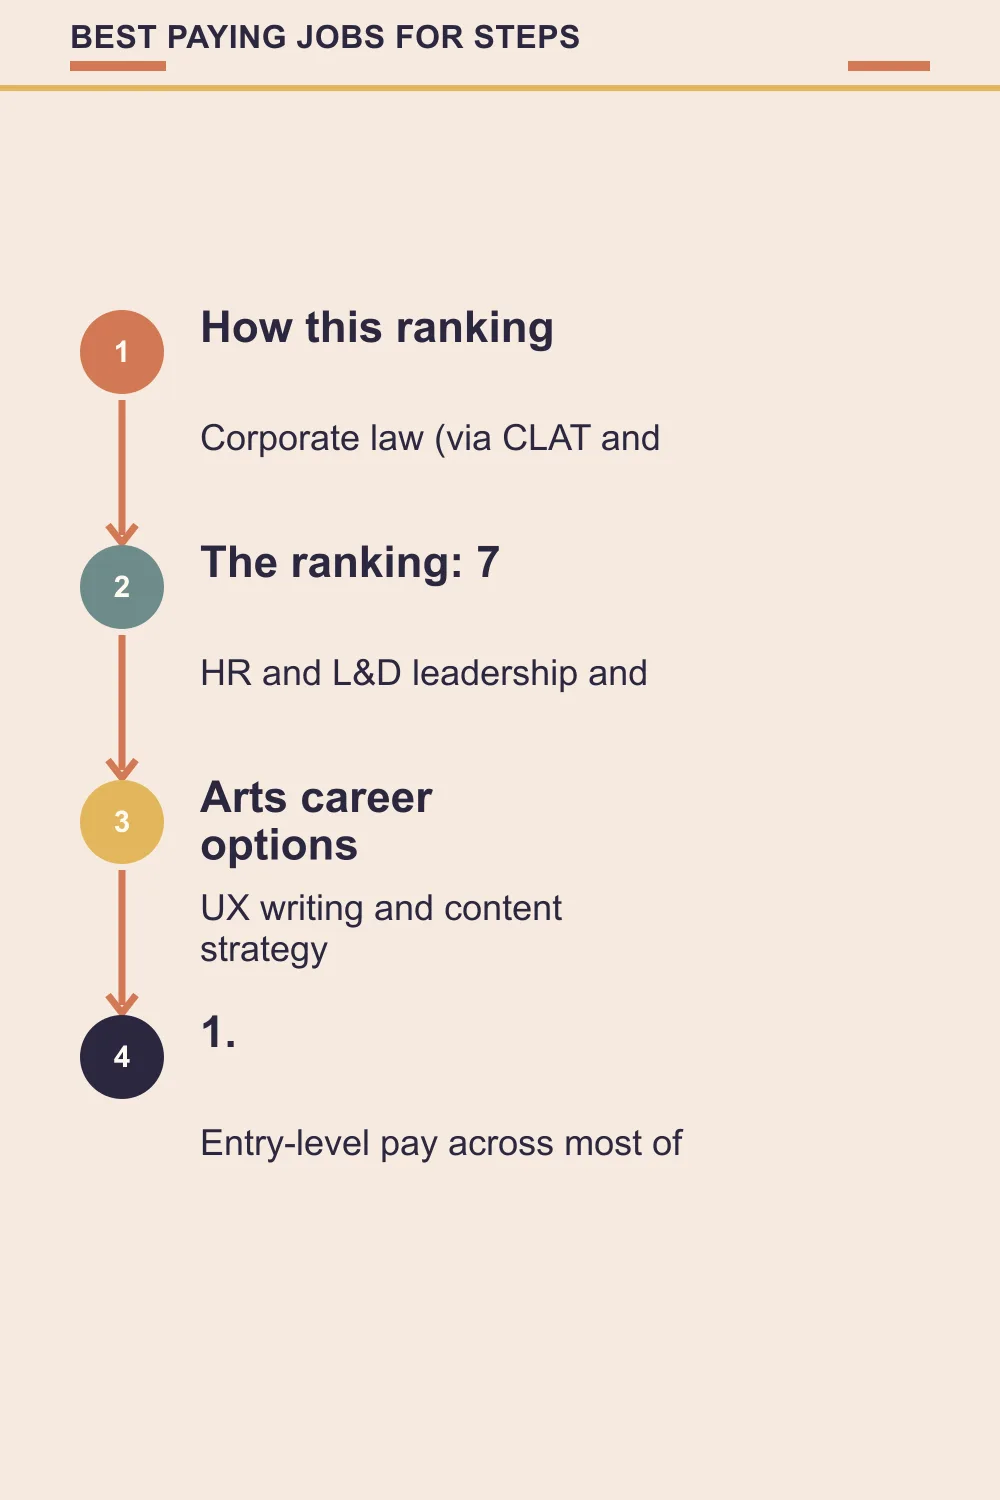 BEST PAYING JOBS FOR STEPS
1
How this ranking
Corporate law (via CLAT and
2
The ranking: 7
HR and L&D leadership and
3
Arts career
options
UX writing and content
strategy
4
1.
Entry-level pay across most of